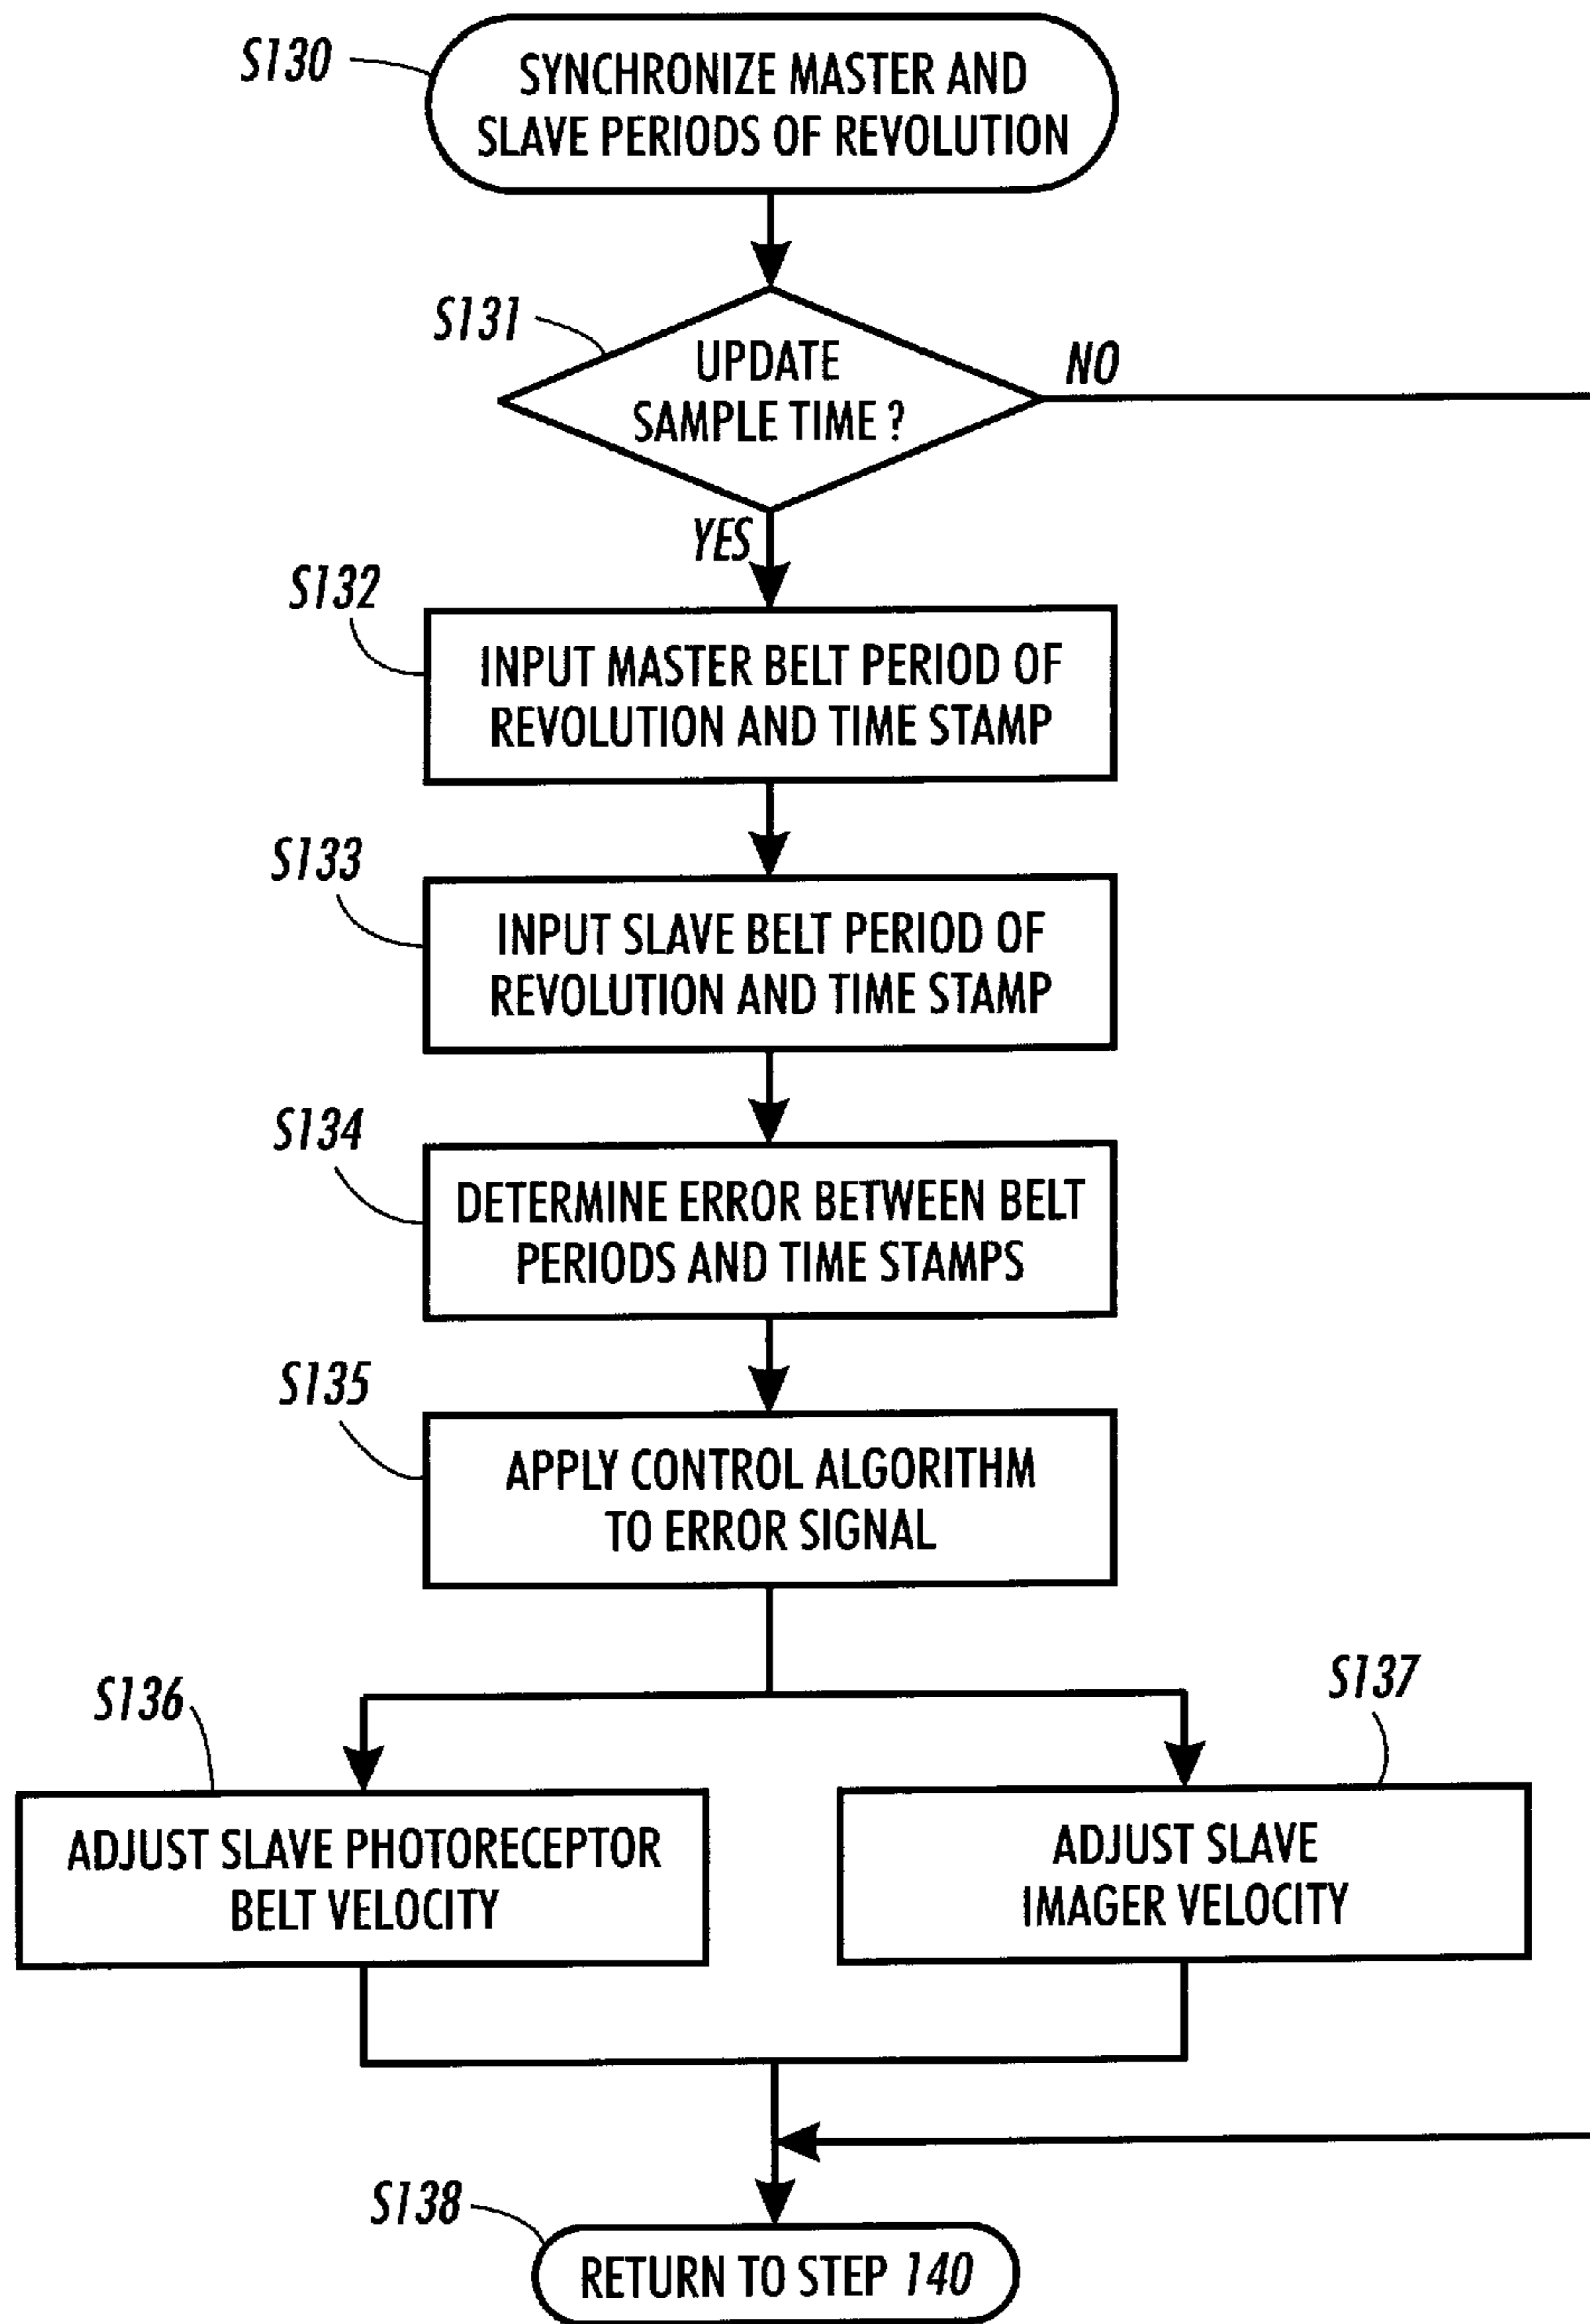 S130
SYNCHRONIZE MASTER AND
SLAVE PERIODS OF REVOLUTION
S131
UPDATE
SAMPLE TIME ?
NO
YES
S132
INPUT MASTER BELT PERIOD OF
REVOLUTION AND TIME STAMP
S133
INPUT SLAVE BELT PERIOD OF
REVOLUTION AND TIME STAMP
S134
DETERMINE ERROR BETWEEN BELT
PERIODS AND TIME STAMPS
S135
APPLY CONTROL ALGORITHM
TO ERROR SIGNAL
S136
ADJUST SLAVE PHOTORECEPTOR
BELT VELOCITY
S137
ADJUST SLAVE
IMAGER VELOCITY
S138
RETURN TO STEP 140